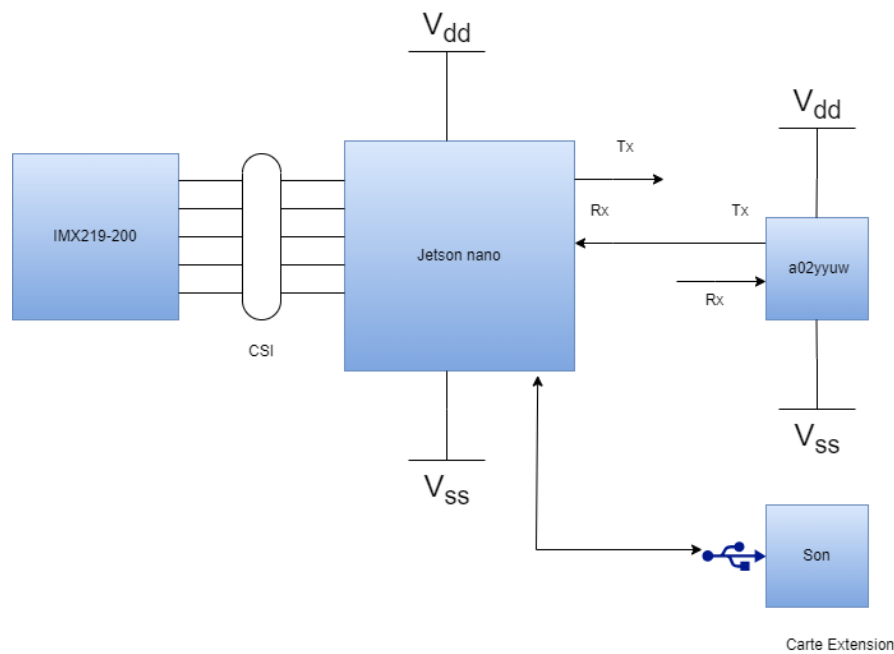 Vdd
IMX219-200
CSI
Jetson nano
Vss
Tx
Rx
Tx
Rx
Vdd
a02yyuw
Vss
Son
Carte Extension